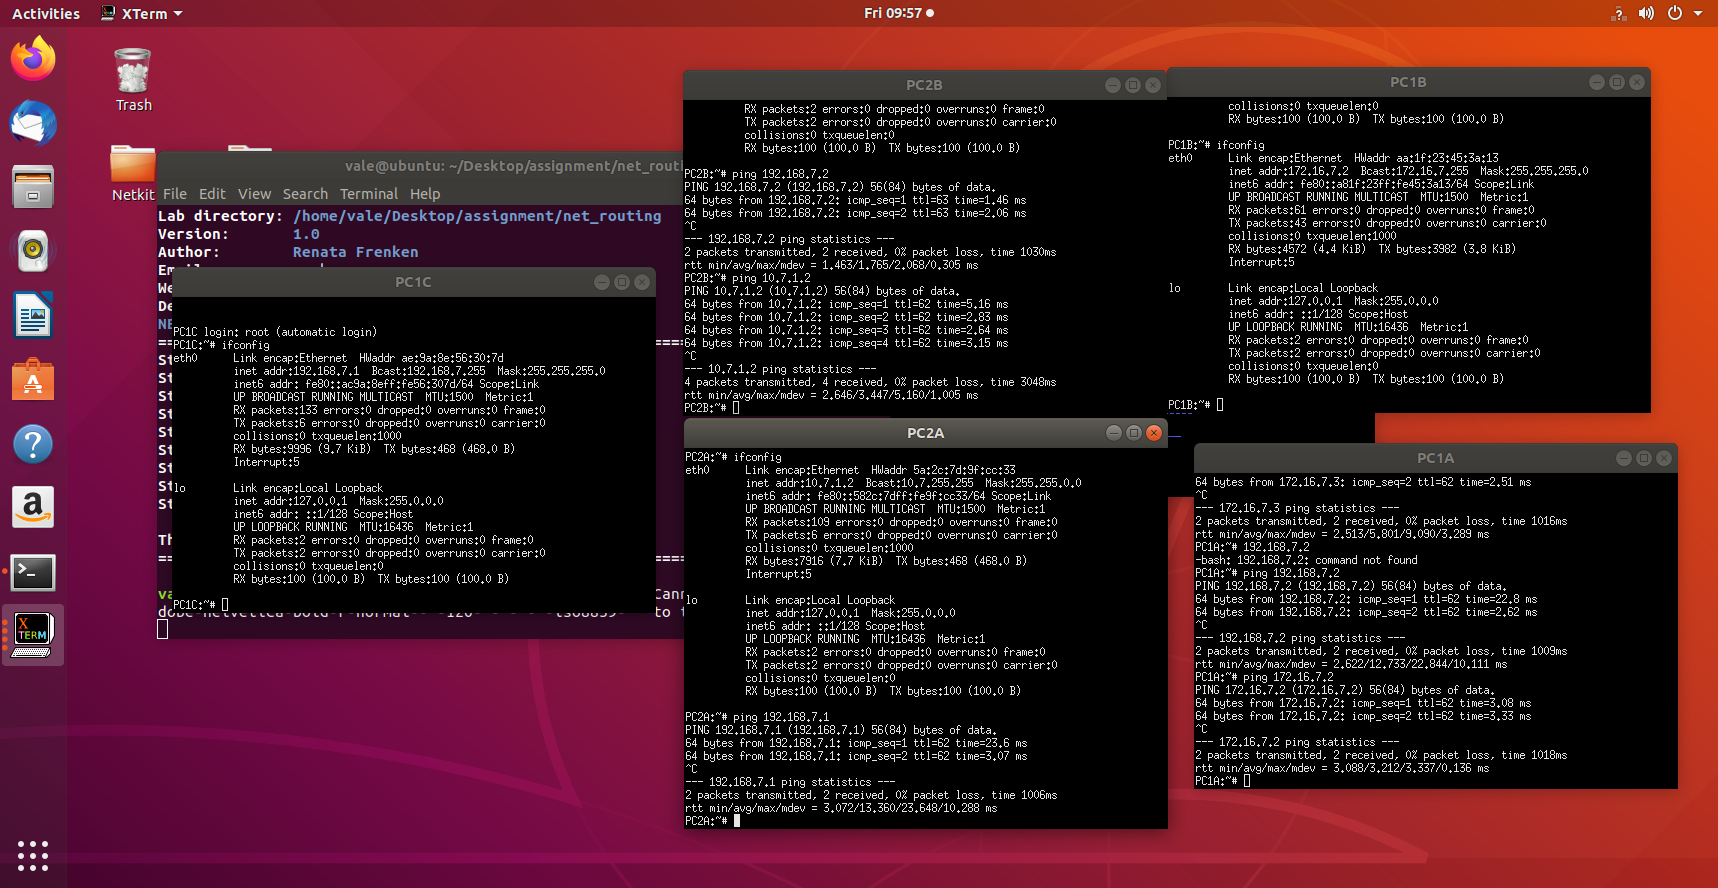 Activities
XTerm
Fri 09:57
Trash
Netkit
vale@ubuntu: ~/Desktop/assignment/net_routi
File Edit View Search Terminal Help
Lab directory: /home/vale/Desktop/assignment/net_routing
Version: 1.0
Author: Renata Frenken
PC1C
PC1C login: root (automatic login)
PC1C:~# ifconfig
eth0 Link encap:Ethernet HWaddr ae:9a:8e:56:30:7d
inet addr:192.168.7.1 Bcast:192.168.7.255 Mask:255.255.255.0
inet6 addr: fe80::ac9a:8eff:fe56:307d/64 Scope:Link
UP BROADCAST RUNNING MULTICAST MTU:1500 Metric:1
RX packets:133 errors:0 dropped:0 overruns:0 frame:0
TX packets:6 errors:0 dropped:0 overruns:0 carrier:0
collisions:0 txqueuelen:1000
RX bytes:9996 (9.7 KiB) TX bytes:468 (468.0 B)
Interrupt:5
lo Link encap:Local Loopback
inet addr:127.0.0.1 Mask:255.0.0.0
inet6 addr: ::1/128 Scope:Host
UP LOOPBACK RUNNING MTU:16436 Metric:1
RX packets:2 errors:0 dropped:0 overruns:0 frame:0
TX packets:2 errors:0 dropped:0 overruns:0 carrier:0
collisions:0 txqueuelen:0
RX bytes:100 (100.0 B) TX bytes:100 (100.0 B)
PC1C:~#
PC2B
RX packets:2 errors:0 dropped:0 overruns:0 frame:0
TX packets:2 errors:0 dropped:0 overruns:0 carrier:0
collisions:0 txqueuelen:0
RX bytes:100 (100.0 B) TX bytes:100 (100.0 B)
PC2B:~# ping 192.168.7.2
PING 192.168.7.2 (192.168.7.2) 56(84) bytes of data.
64 bytes from 192.168.7.2: icmp_seq=1 ttl=63 time=1.46 ms
64 bytes from 192.168.7.2: icmp_seq=2 ttl=63 time=2.06 ms
^C
--- 192.168.7.2 ping statistics ---
2 packets transmitted, 2 received, 0% packet loss, time 1030ms
rtt min/avg/max/mdev = 1.463/1.765/2.068/0.305 ms
PC2B:~# ping 10.7.1.2
PING 10.7.1.2 (10.7.1.2) 56(84) bytes of data.
64 bytes from 10.7.1.2: icmp_seq=1 ttl=62 time=5.16 ms
64 bytes from 10.7.1.2: icmp_seq=2 ttl=62 time=2.83 ms
64 bytes from 10.7.1.2: icmp_seq=3 ttl=62 time=2.64 ms
64 bytes from 10.7.1.2: icmp_seq=4 ttl=62 time=3.15 ms
^C
--- 10.7.1.2 ping statistics ---
4 packets transmitted, 4 received, 0% packet loss, time 3048ms
rtt min/avg/max/mdev = 2.646/3.447/5.160/1.005 ms
PC2B:~#
PC1B
collisions:0 txqueuelen:0
RX bytes:100 (100.0 B) TX bytes:100 (100.0 B)
PC1B:~# ifconfig
eth0 Link encap:Ethernet HWaddr aa:1f:23:45:3a:13
inet addr:172.16.7.2 Bcast:172.16.7.255 Mask:255.255.255.0
inet6 addr: fe80::a81f:23ff:fe45:3a13/64 Scope:Link
UP BROADCAST RUNNING MULTICAST MTU:1500 Metric:1
RX packets:61 errors:0 dropped:0 overruns:0 frame:0
TX packets:43 errors:0 dropped:0 overruns:0 carrier:0
collisions:0 txqueuelen:1000
RX bytes:4572 (4.4 KiB) TX bytes:3982 (3.8 KiB)
Interrupt:5
lo Link encap:Local Loopback
inet addr:127.0.0.1 Mask:255.0.0.0
inet6 addr: ::1/128 Scope:Host
UP LOOPBACK RUNNING MTU:16436 Metric:1
RX packets:2 errors:0 dropped:0 overruns:0 frame:0
TX packets:2 errors:0 dropped:0 overruns:0 carrier:0
collisions:0 txqueuelen:0
RX bytes:100 (100.0 B) TX bytes:100 (100.0 B)
PC1B:~#
PC2A
PC2A:~# ifconfig
eth0 Link encap:Ethernet HWaddr 5a:2c:7d:9f:cc:33
inet addr:10.7.1.2 Bcast:10.7.255.255 Mask:255.255.0.0
inet6 addr: fe80::582c:7dff:fe9f:cc33/64 Scope:Link
UP BROADCAST RUNNING MULTICAST MTU:1500 Metric:1
RX packets:109 errors:0 dropped:0 overruns:0 frame:0
TX packets:6 errors:0 dropped:0 overruns:0 carrier:0
collisions:0 txqueuelen:1000
RX bytes:7916 (7.7 KiB) TX bytes:468 (468.0 B)
Interrupt:5
lo Link encap:Local Loopback
inet addr:127.0.0.1 Mask:255.0.0.0
inet6 addr: ::1/128 Scope:Host
UP LOOPBACK RUNNING MTU:16436 Metric:1
RX packets:2 errors:0 dropped:0 overruns:0 frame:0
TX packets:2 errors:0 dropped:0 overruns:0 carrier:0
collisions:0 txqueuelen:0
RX bytes:100 (100.0 B) TX bytes:100 (100.0 B)
PC2A:~# ping 192.168.7.1
PING 192.168.7.1 (192.168.7.1) 56(84) bytes of data.
64 bytes from 192.168.7.1: icmp_seq=1 ttl=62 time=23.6 ms
64 bytes from 192.168.7.1: icmp_seq=2 ttl=62 time=3.07 ms
^C
--- 192.168.7.1 ping statistics ---
2 packets transmitted, 2 received, 0% packet loss, time 1006ms
rtt min/avg/max/mdev = 3.072/13.360/23.648/10.288 ms
PC2A:~#
PC1A
64 bytes from 172.16.7.3: icmp_seq=2 ttl=62 time=2.51 ms
^C
--- 172.16.7.3 ping statistics ---
2 packets transmitted, 2 received, 0% packet loss, time 1016ms
rtt min/avg/max/mdev = 2.513/5.801/9.090/3.289 ms
PC1A:~# 192.168.7.2
-bash: 192.168.7.2: command not found
PC1A:~# ping 192.168.7.2
PING 192.168.7.2 (192.168.7.2) 56(84) bytes of data.
64 bytes from 192.168.7.2: icmp_seq=1 ttl=62 time=22.8 ms
64 bytes from 192.168.7.2: icmp_seq=2 ttl=62 time=2.62 ms
^C
--- 192.168.7.2 ping statistics ---
2 packets transmitted, 2 received, 0% packet loss, time 1009ms
rtt min/avg/max/mdev = 2.622/12.733/22.844/10.111 ms
PC1A:~# ping 172.16.7.2
PING 172.16.7.2 (172.16.7.2) 56(84) bytes of data.
64 bytes from 172.16.7.2: icmp_seq=1 ttl=62 time=3.08 ms
64 bytes from 172.16.7.2: icmp_seq=2 ttl=62 time=3.33 ms
^C
--- 172.16.7.2 ping statistics ---
2 packets transmitted, 2 received, 0% packet loss, time 1018ms
rtt min/avg/max/mdev = 3.088/3.212/3.337/0.136 ms
PC1A:~#